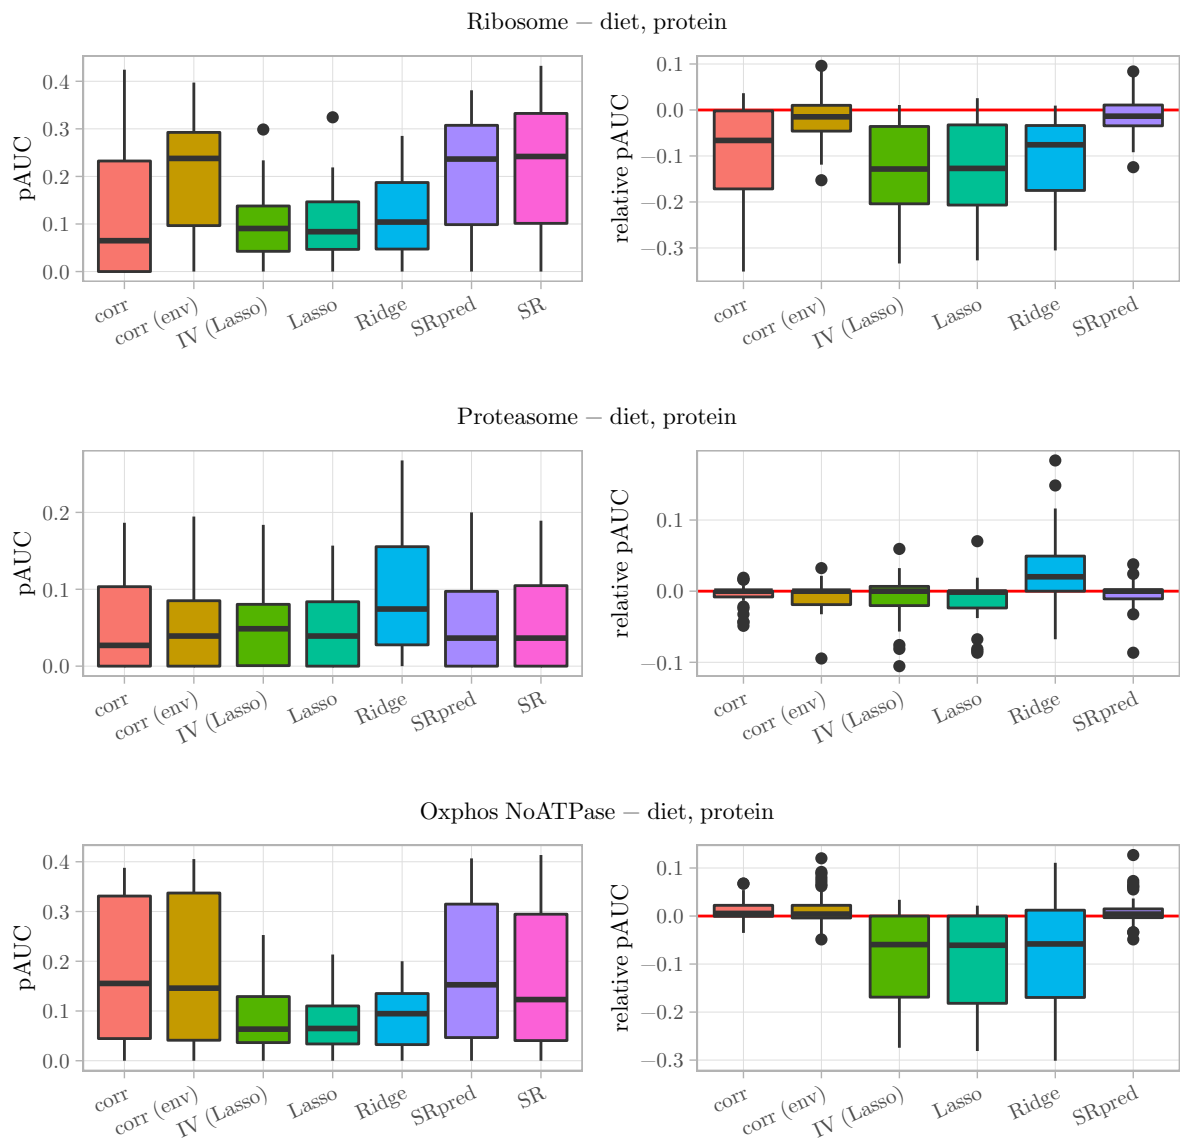 Ribosome − diet, protein
pAUC
0.4
0.3
0.2
0.1
0.0
corr
corr (env)
IV (Lasso)
Lasso
Ridge
SRpred
SR
relative pAUC
0.1
0.0
−0.1
−0.2
−0.3
corr
corr (env)
IV (Lasso)
Lasso
Ridge
SRpred
Proteasome − diet, protein
pAUC
0.2
0.1
0.0
corr
corr (env)
IV (Lasso)
Lasso
Ridge
SRpred
SR
relative pAUC
0.1
0.0
−0.1
corr
corr (env)
IV (Lasso)
Lasso
Ridge
SRpred
Oxphos NoATPase − diet, protein
pAUC
0.4
0.3
0.2
0.1
0.0
corr
corr (env)
IV (Lasso)
Lasso
Ridge
SRpred
SR
relative pAUC
0.1
0.0
−0.1
−0.2
−0.3
corr
corr (env)
IV (Lasso)
Lasso
Ridge
SRpred